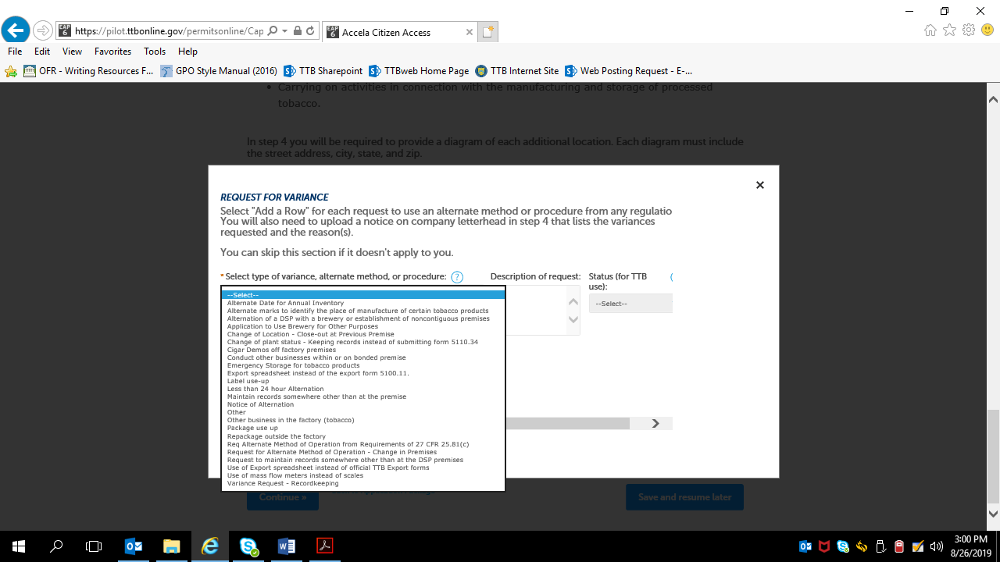 https://pilot.ttbonline.gov/permitsonline/Cap
Accela Citizen Access
File Edit View Favorites Tools Help
OFR - Writing Resources F... GPO Style Manual (2016) TTB Sharepoint TTBweb Home Page TTB Internet Site Web Posting Request - E-...
• Carrying on activities in connection with the manufacturing and storage of processed
tobacco.
In step 4 you will be required to provide a diagram of each additional location. Each diagram must include
the street address, city, state, and zip.
REQUEST FOR VARIANCE
Select "Add a Row" for each request to use an alternate method or procedure from any regulatio
You will also need to upload a notice on company letterhead in step 4 that lists the variances
requested and the reason(s).
You can skip this section if it doesn't apply to you.
* Select type of variance, alternate method, or procedure: ? Description of request: Status (for TTB
use):
--Select--
--Select--
Alternate Date for Annual Inventory
Alternate marks to identify the place of manufacture of certain tobacco products
Alternation of a DSP with a brewery or establishment of noncontiguous premises
Application to Use Brewery for Other Purposes
Change of Location - Close-out at Previous Premise
Change of plant status - Keeping records instead of submitting form 5110.34
Cigar Demos off factory premises
Conduct other businesses within or on bonded premise
Emergency Storage for tobacco products
Export spreadsheet instead of the export form 5100.11.
Label use-up
Less than 24 hour Alternation
Maintain records somewhere other than at the premise
Notice of Alternation
Other
Other business in the factory (tobacco)
Package use up
Repackage outside the factory
Req Alternate Method of Operation from Requirements of 27 CFR 25.81(c)
Request for Alternate Method of Operation - Change in Premises
Request to maintain records somewhere other than at the DSP premises
Use of Export spreadsheet instead of official TTB Export forms
Use of mass flow meters instead of scales
Variance Request - Recordkeeping
Continue »
Save and resume later
3:00 PM
8/26/2019